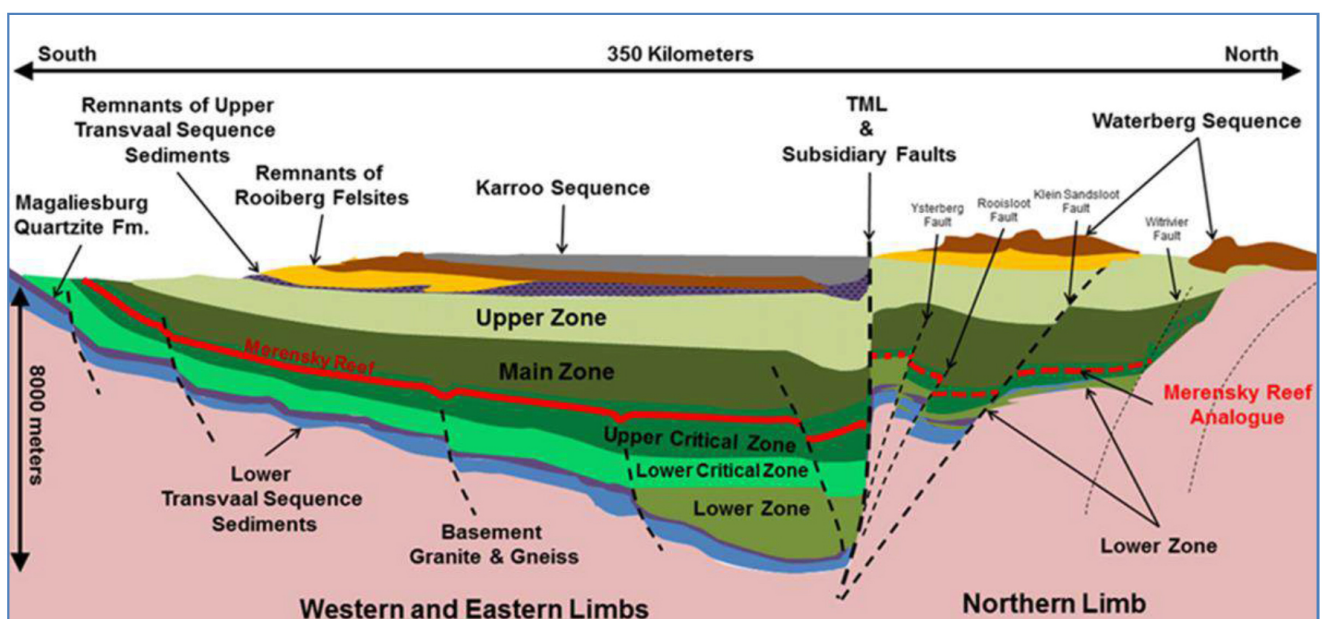 South
350 Kilometers
North
Remnants of Upper
Transvaal Sequence
Sediments
TML
&
Subsidiary Faults
Waterberg Sequence
Remnants of
Rooiberg Felsites
Karroo Sequence
Magaliesburg
Quartzite Fm.
Ysterberg
Fault
Rooisloot
Fault
Klein Sandsloot
Fault
Witrivier
Fault
Upper Zone
Merensky Reef
Main Zone
8000 meters
Merensky Reef
Analogue
Upper Critical Zone
Lower Critical Zone
Lower Zone
Lower
Transvaal Sequence
Sediments
Basement
Granite & Gneiss
Lower Zone
Western and Eastern Limbs
Northern Limb